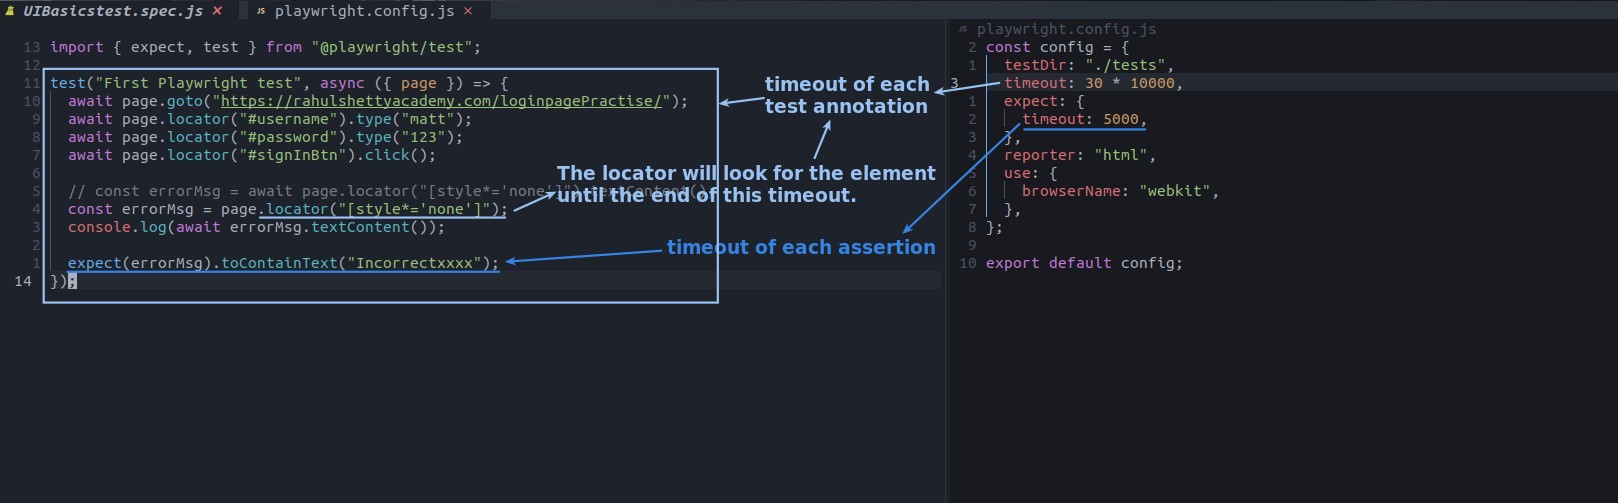 UIBasicstest.spec.js ✕ JS playwright.config.js ✕
13 import { expect, test } from "@playwright/test";
12
11 test("First Playwright test", async ({ page }) => {
10 await page.goto("https://rahulshettyacademy.com/loginpagePractise/");
9 await page.locator("#username").type("matt");
8 await page.locator("#password").type("123");
7 await page.locator("#signInBtn").click();
6
5 // const errorMsg = await page.locator("[style*='none']").textContent();
4 const errorMsg = page.locator("[style*='none']");
3 console.log(await errorMsg.textContent());
2
1 expect(errorMsg).toContainText("Incorrectxxxx");
14 });
timeout of each
test annotation
The locator will look for the element
until the end of this timeout.
timeout of each assertion
JS playwright.config.js
2 const config = {
1 testDir: "./tests",
3 timeout: 30 * 10000,
1 expect: {
2 timeout: 5000,
3 },
4 reporter: "html",
5 use: {
6 browserName: "webkit",
7 },
8 };
9
10 export default config;